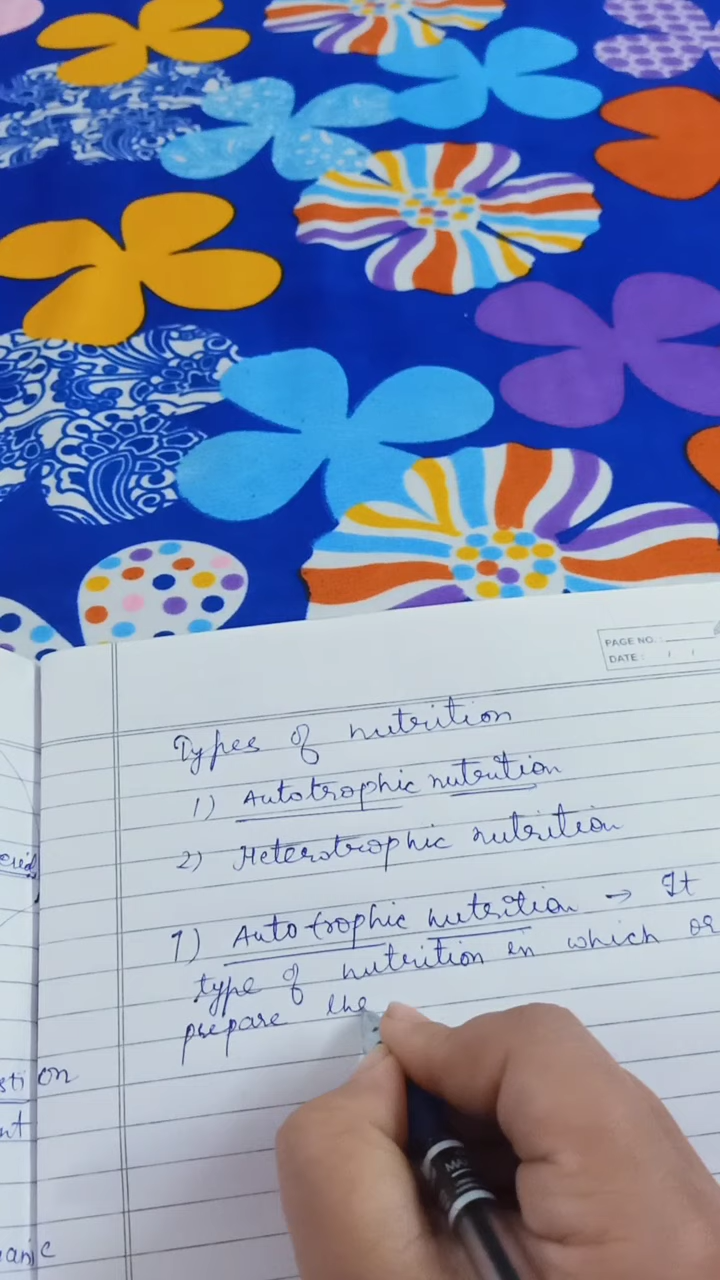 PAGE NO.:
DATE: / /
Types of nutrition
1) Autotrophic nutrition
2) Heterotrophic nutrition
1) Autotrophic nutrition → It
type of nutrition in which or
prepare the
on